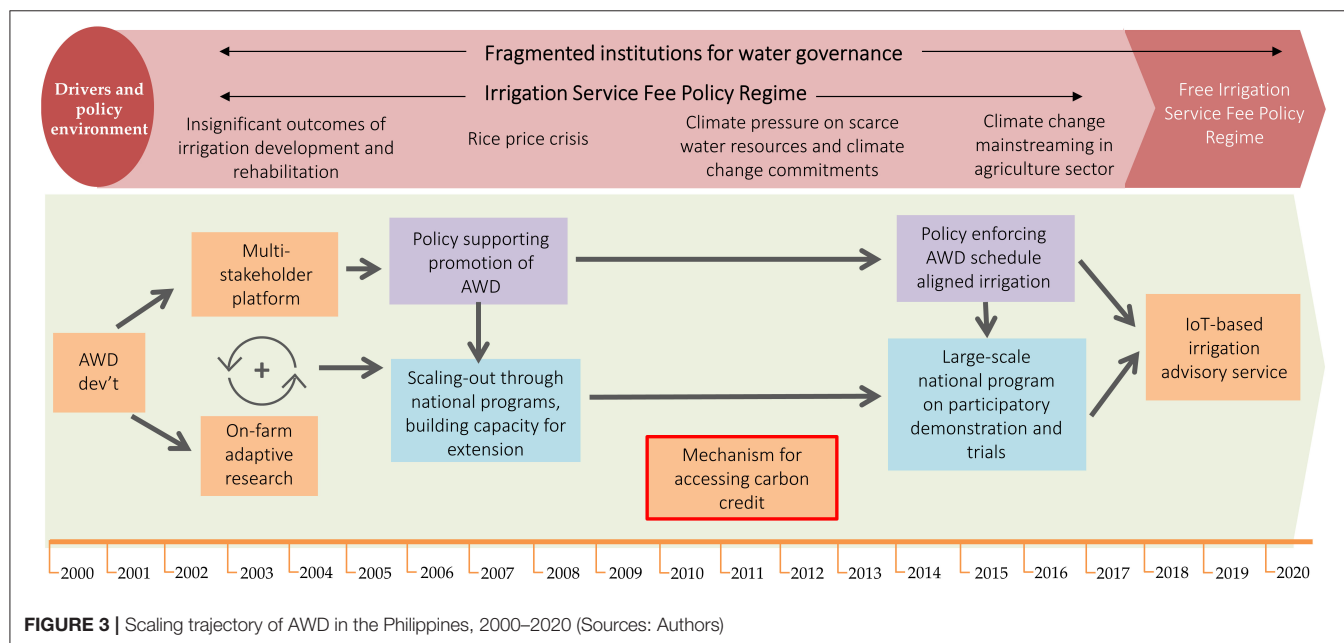 Fragmented institutions for water governance
Drivers and
policy
environment
Irrigation Service Fee Policy Regime
Free Irrigation
Service Fee Policy
Regime
Insignificant outcomes of
irrigation development and
rehabilitation
Rice price crisis
Climate pressure on scarce
water resources and climate
change commitments
Climate change
mainstreaming in
agriculture sector
Multi-
stakeholder
platform
Policy supporting
promotion of
AWD
Policy enforcing
AWD schedule
aligned irrigation
AWD
dev’t
+
IoT-based
irrigation
advisory service
Scaling-out through
national programs,
building capacity for
extension
Large-scale
national program
on participatory
demonstration and
trials
On-farm
adaptive
research
Mechanism for
accessing carbon
credit
2000 2001 2002 2003 2004 2005 2006 2007 2008 2009 2010 2011 2012 2013 2014 2015 2016 2017 2018 2019 2020
FIGURE 3 | Scaling trajectory of AWD in the Philippines, 2000–2020 (Sources: Authors)